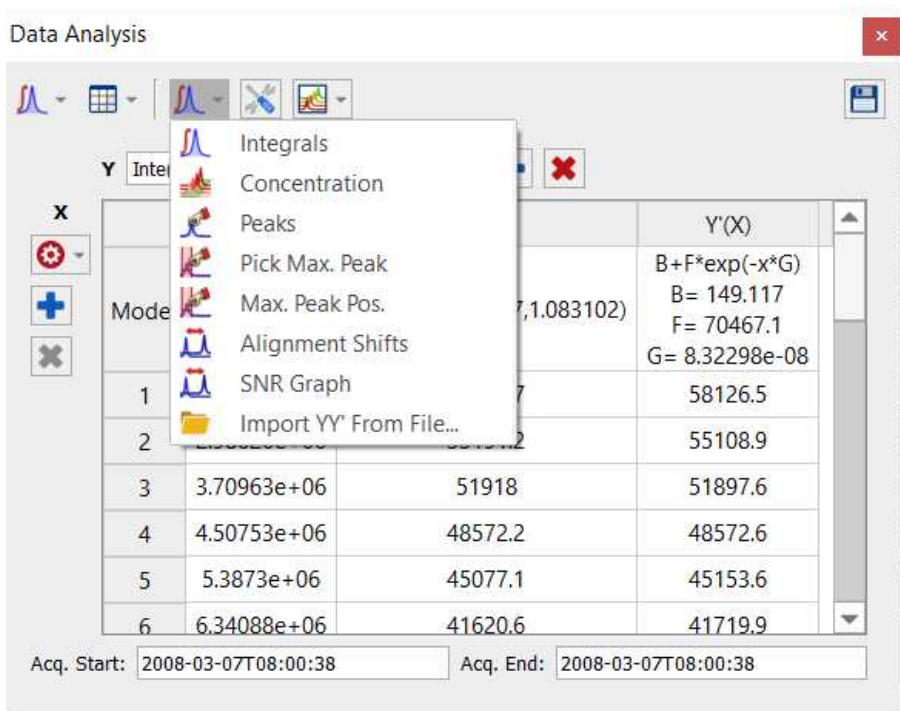 Data Analysis
Integrals
Y Inte
Concentration
X
Peaks
Y'(X)
Pick Max. Peak
B+F*exp(-x*G)
Mode
Max. Peak Pos.
,1.083102)
B= 149.117
F= 70467.1
Alignment Shifts
G= 8.32298e-08
1
SNR Graph
58126.5
Import YY' From File...
2
55108.9
3 3.70963e+06 51918 51897.6
4 4.50753e+06 48572.2 48572.6
5 5.3873e+06 45077.1 45153.6
6 6.34088e+06 41620.6 41719.9
Acq. Start: 2008-03-07T08:00:38 Acq. End: 2008-03-07T08:00:38